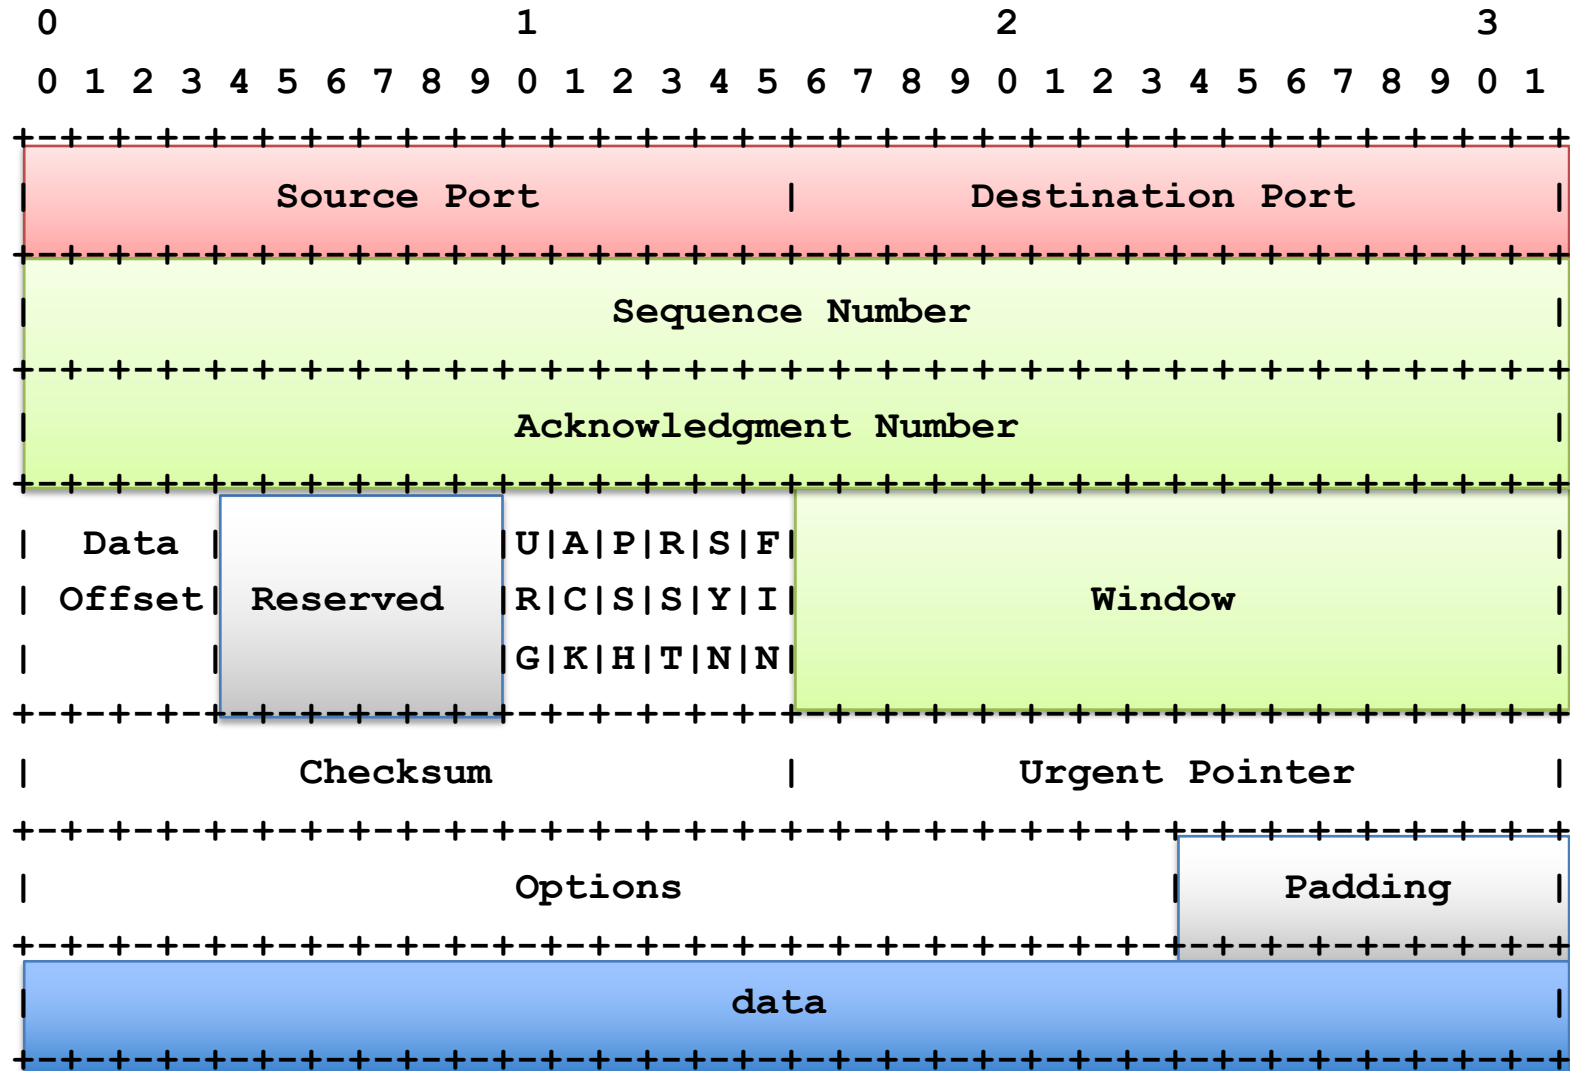 0 1 2 3
0 1 2 3 4 5 6 7 8 9 0 1 2 3 4 5 6 7 8 9 0 1 2 3 4 5 6 7 8 9 0 1
+-+-+-+-+-+-+-+-+-+-+-+-+-+-+-+-+-+-+-+-+-+-+-+-+-+-+-+-+-+-+-+-+
| Source Port | Destination Port |
+-+-+-+-+-+-+-+-+-+-+-+-+-+-+-+-+-+-+-+-+-+-+-+-+-+-+-+-+-+-+-+-+
| Sequence Number |
+-+-+-+-+-+-+-+-+-+-+-+-+-+-+-+-+-+-+-+-+-+-+-+-+-+-+-+-+-+-+-+-+
| Acknowledgment Number |
+-+-+-+-+-+-+-+-+-+-+-+-+-+-+-+-+-+-+-+-+-+-+-+-+-+-+-+-+-+-+-+-+
| Data | |U|A|P|R|S|F| |
| Offset| Reserved |R|C|S|S|Y|I| Window |
| | |G|K|H|T|N|N| |
+-+-+-+-+-+-+-+-+-+-+-+-+-+-+-+-+-+-+-+-+-+-+-+-+-+-+-+-+-+-+-+-+
| Checksum | Urgent Pointer |
+-+-+-+-+-+-+-+-+-+-+-+-+-+-+-+-+-+-+-+-+-+-+-+-+-+-+-+-+-+-+-+-+
| Options | Padding |
+-+-+-+-+-+-+-+-+-+-+-+-+-+-+-+-+-+-+-+-+-+-+-+-+-+-+-+-+-+-+-+-+
| data |
+-+-+-+-+-+-+-+-+-+-+-+-+-+-+-+-+-+-+-+-+-+-+-+-+-+-+-+-+-+-+-+-+